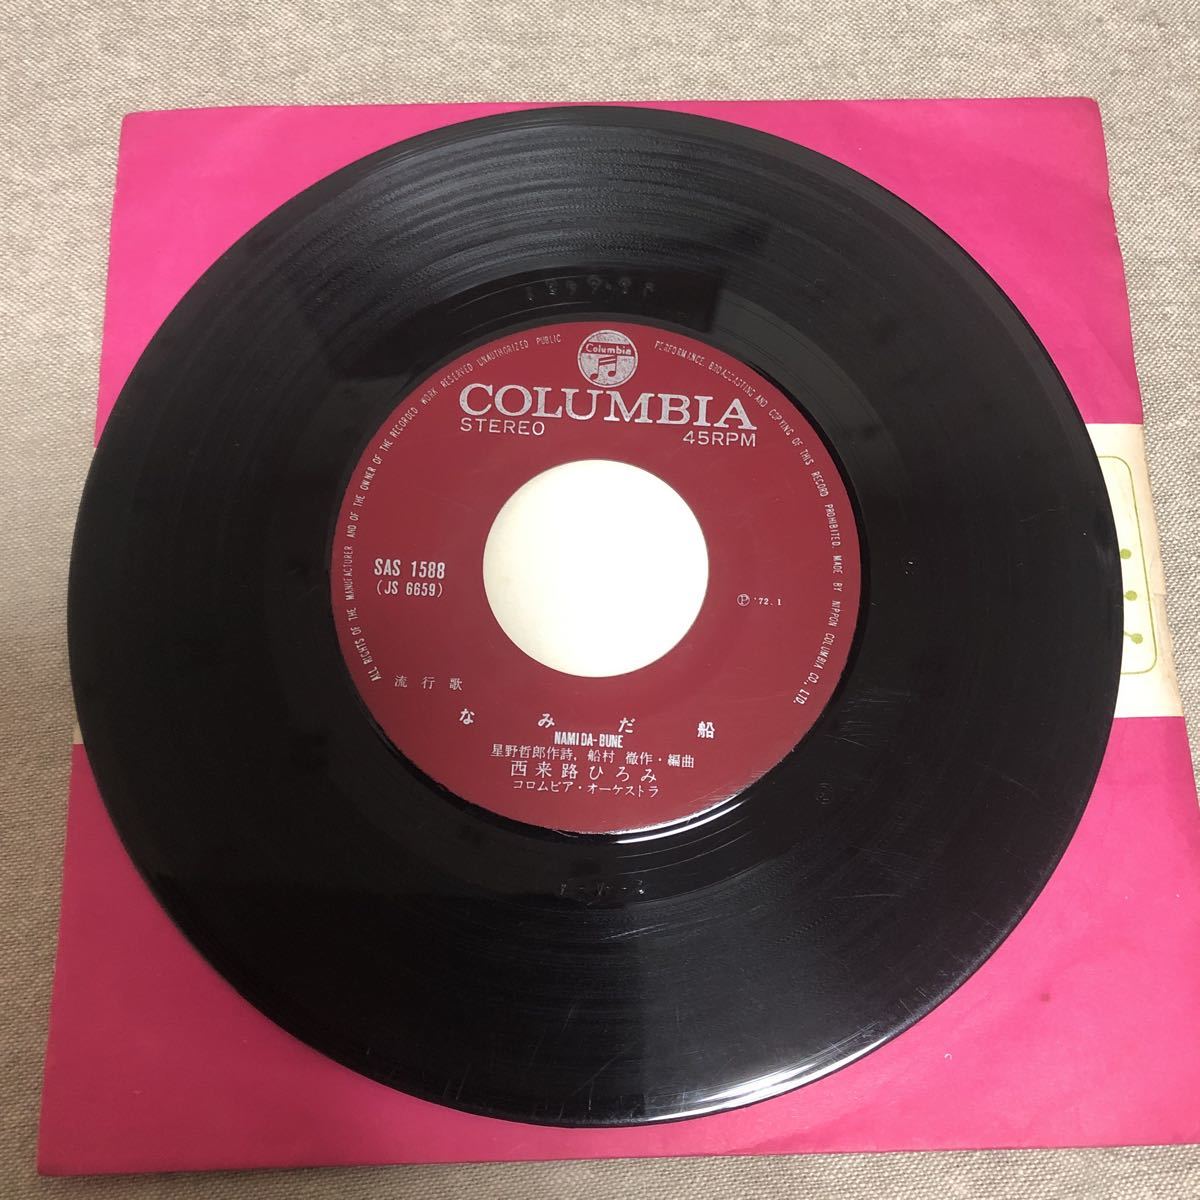 Columbia
COLUMBIA
STEREO 45RPM
ALL RIGHTS OF THE MANUFACTURER AND OF THE OWNER OF THE RECORDED WORK RESERVED UNAUTHORIZED PUBLIC PERFORMANCE, BROADCASTING AND COPYING OF THIS RECORD PROHIBITED. MADE BY NIPPON COLUMBIA CO., LTD.
SAS 1588
(JS 6659)
Ⓟ '72.1
流行歌
なみだ船
NAMIDA-BUNE
星野哲郎作詩, 船村 徹作・編曲
西来路ひろみ
コロムビア・オーケストラ